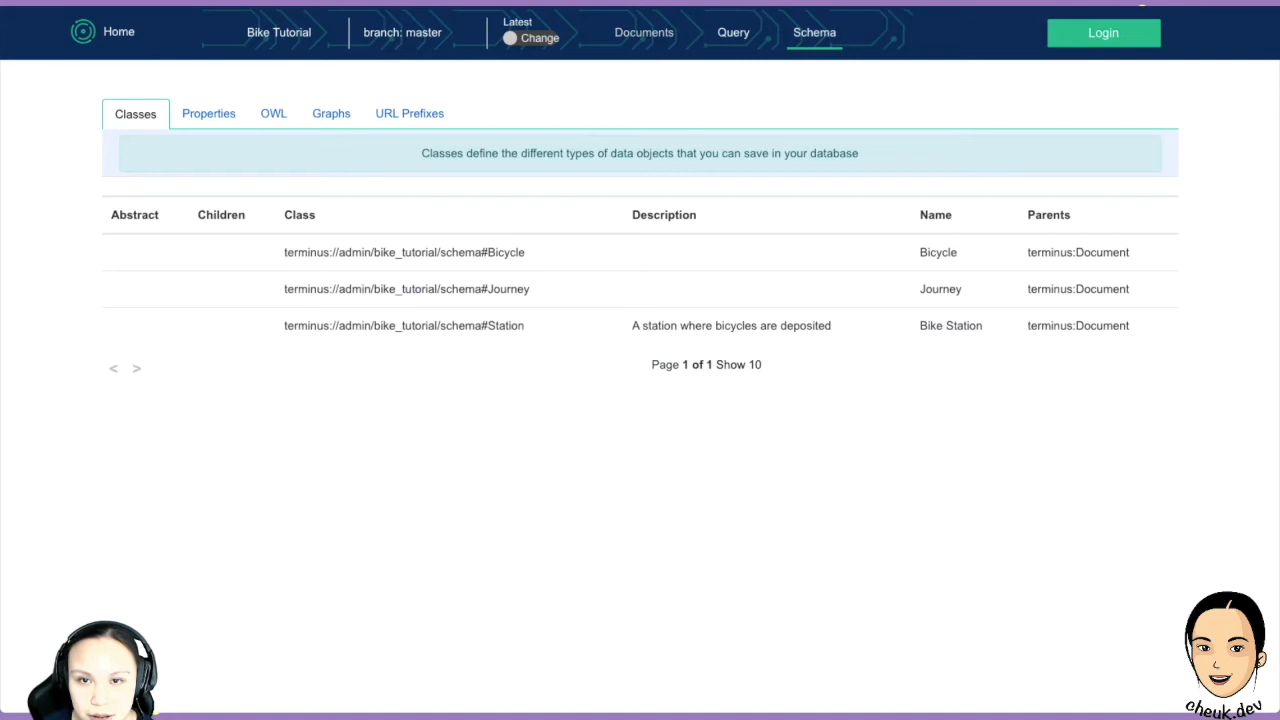 Home
Bike Tutorial
branch: master
Latest
Change
Documents
Query
Schema
Login
Classes
Properties
OWL
Graphs
URL Prefixes
Classes define the different types of data objects that you can save in your database
Abstract Children Class Description Name Parents
terminus://admin/bike_tutorial/schema#Bicycle Bicycle terminus:Document
terminus://admin/bike_tutorial/schema#Journey Journey terminus:Document
terminus://admin/bike_tutorial/schema#Station A station where bicycles are deposited Bike Station terminus:Document
< > Page 1 of 1 Show 10
cheuk.dev